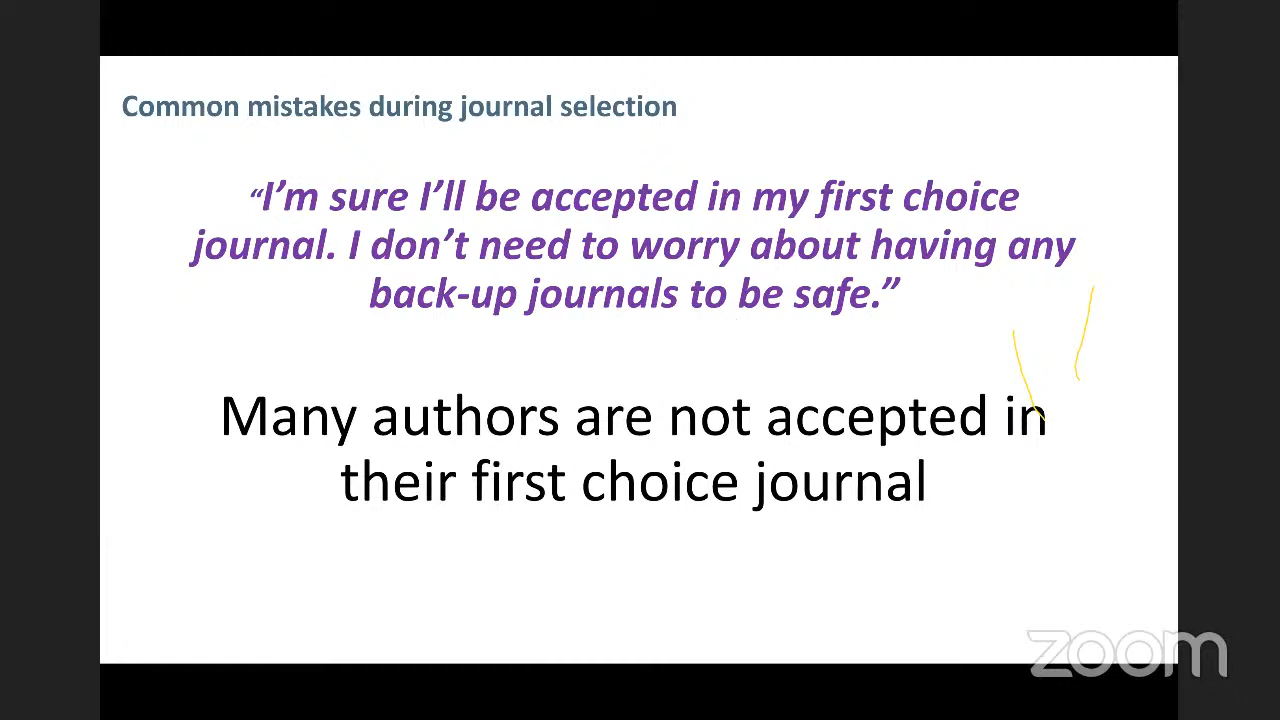 Common mistakes during journal selection
“I’m sure I’ll be accepted in my first choice
journal. I don’t need to worry about having any
back-up journals to be safe.”
Many authors are not accepted in
their first choice journal
zoom